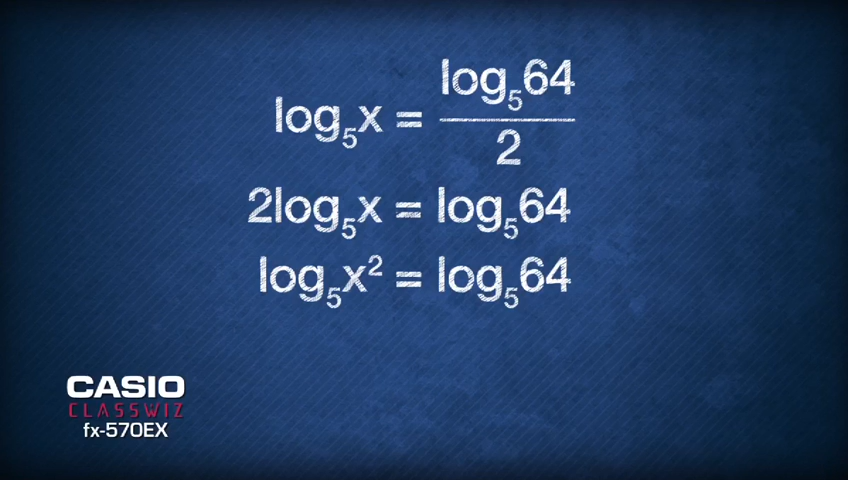 log₅x = log₅64 / 2
2log₅x = log₅64
log₅x² = log₅64
CASIO
CLASSWIZ
fx-570EX